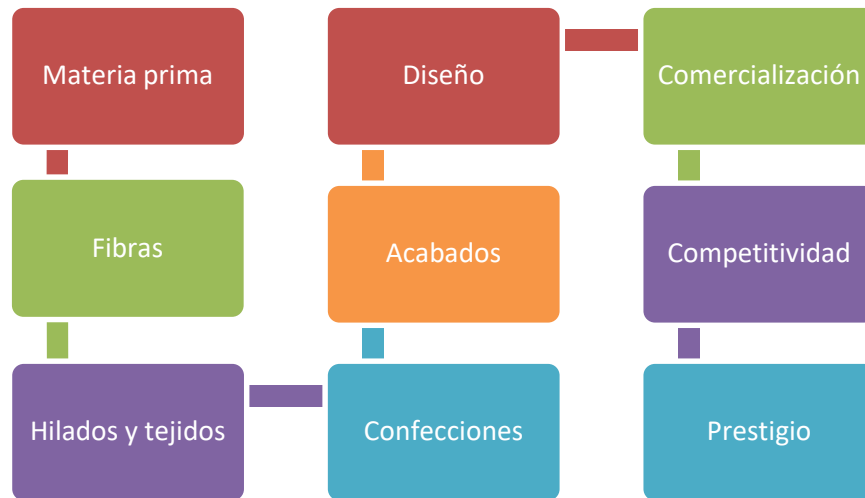 Materia prima
Fibras
Hilados y tejidos
Confecciones
Acabados
Diseño
Comercialización
Competitividad
Prestigio